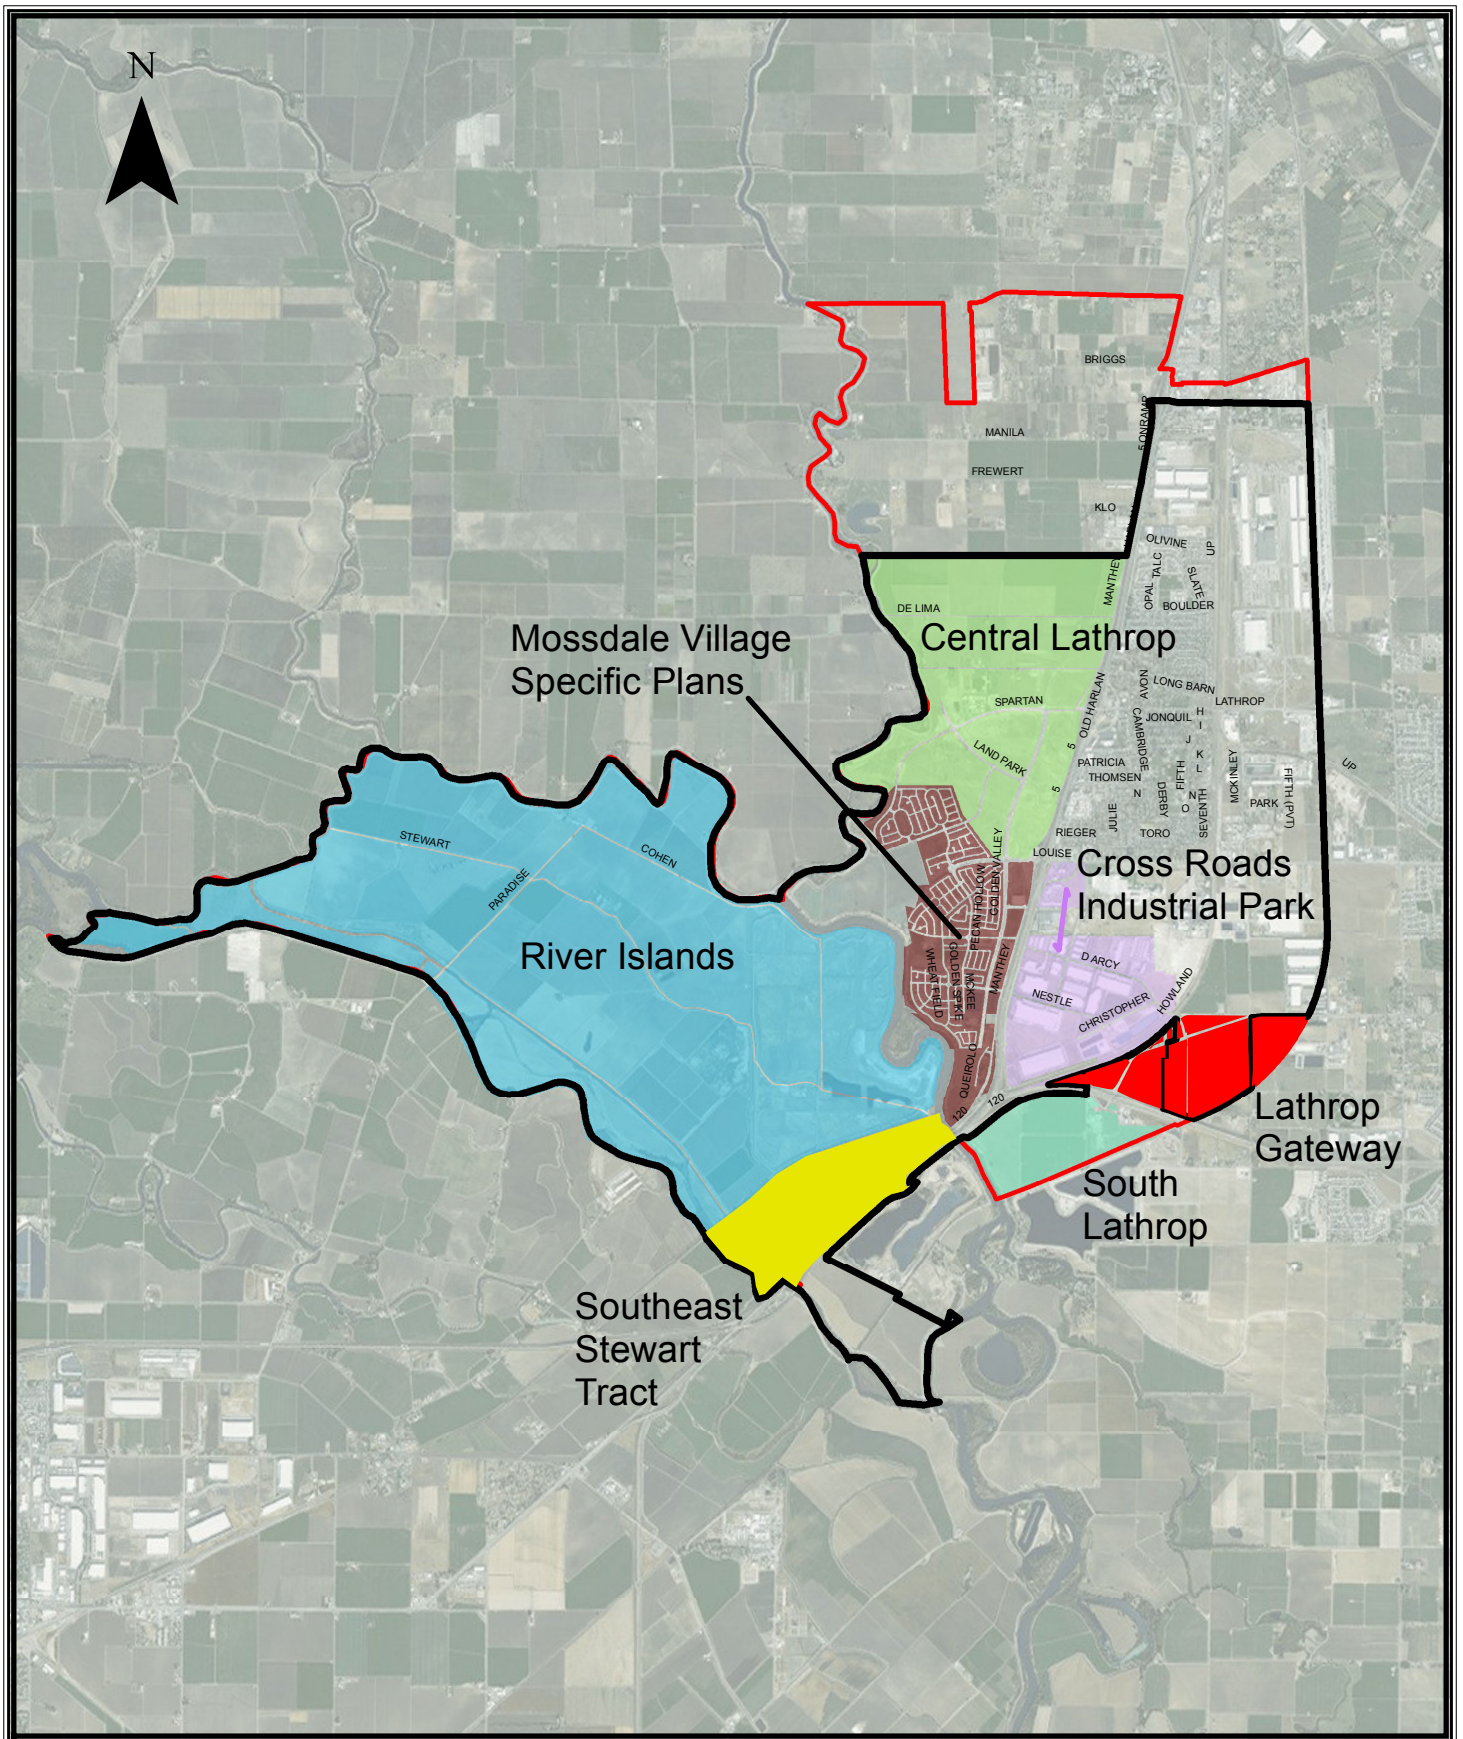 N
BRIGGS
5 ONRAMP
MANILA
FREWERT
KLO
OLIVINE
UP
TALC
OPAL
SLATE
BOULDER
MANTHEY
DE LIMA
Central Lathrop
Mossdale Village
Specific Plans
AVON
LONG BARN
LATHROP
SPARTAN
OLD HARLAN
CAMBRIDGE
JONQUIL
H
I
J
K
L
5
LAND PARK
PATRICIA
THOMSEN
FIFTH
MCKINLEY
UP
5
N
DERBY
N
O
SEVENTH
PARK
FIFTH (PVT)
JULIE
RIEGER
TORO
LOUISE
GOLDEN VALLEY
STEWART
COHEN
PARADISE
Cross Roads
Industrial Park
PECAN HOLLOW
River Islands
WHEATFIELD
GOLDEN SPIKE
MCKEE
MANTHEY
D ARCY
NESTLE
CHRISTOPHER
HOWLAND
QUEIROLO
120
120
Lathrop
Gateway
South
Lathrop
Southeast
Stewart
Tract